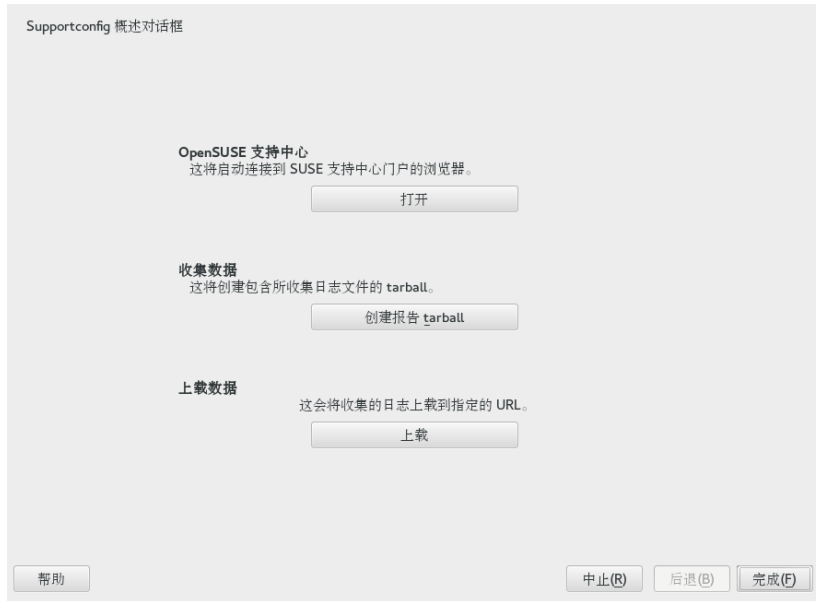 Supportconfig 概述对话框
OpenSUSE 支持中心
这将启动连接到 SUSE 支持中心门户的浏览器。
打开
收集数据
这将创建包含所收集日志文件的 tarball。
创建报告 tarball
上载数据
这会将收集的日志上载到指定的 URL。
上载
帮助 中止(R) 后退(B) 完成(F)